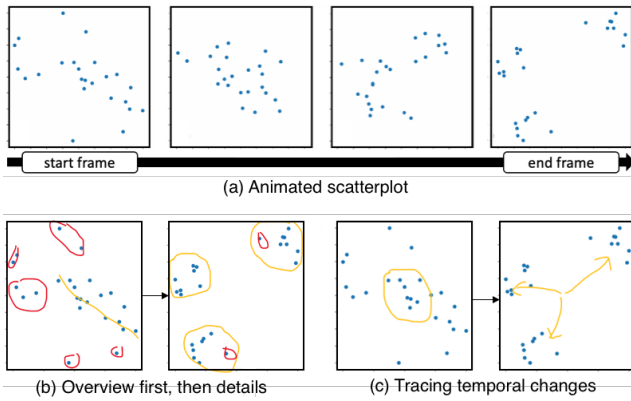 start frame
end frame
(a) Animated scatterplot
(b) Overview first, then details
(c) Tracing temporal changes